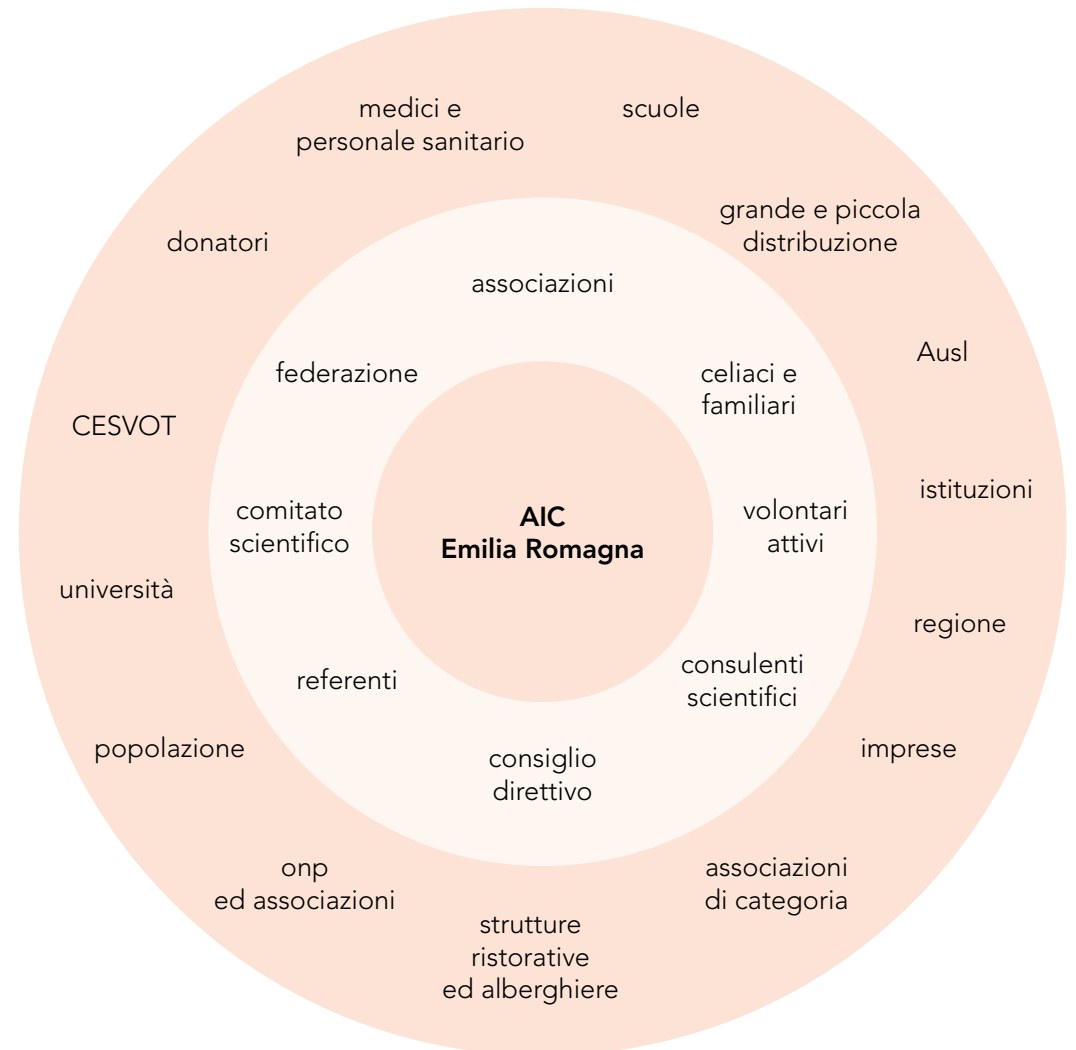 medici e
personale sanitario
scuole
grande e piccola
distribuzione
donatori
associazioni
Ausl
federazione
celiaci e
familiari
CESVOT
istituzioni
comitato
scientifico
AIC
Emilia Romagna
volontari
attivi
università
regione
referenti
consulenti
scientifici
popolazione
consiglio
direttivo
imprese
onp
ed associazioni
associazioni
di categoria
strutture
ristorative
ed alberghiere